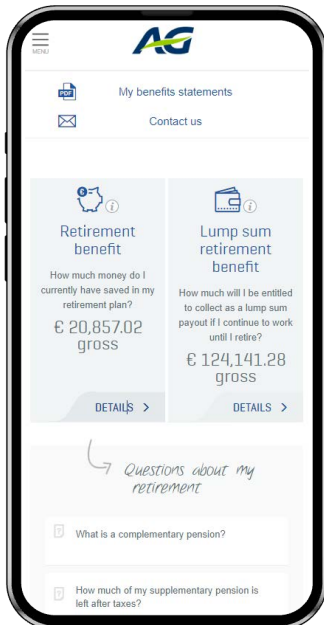 MENU
AG
PDF
My benefits statements
Contact us
Retirement
benefit
How much money do I
currently have saved in my
retirement plan?
€ 20,857.02
gross
DETAILS >
Lump sum
retirement
benefit
How much will I be entitled
to collect as a lump sum
payout if I continue to work
until I retire?
€ 124,141.28
gross
DETAILS >
Questions about my
retirement
What is a complementary pension?
How much of my supplementary pension is
left after taxes?